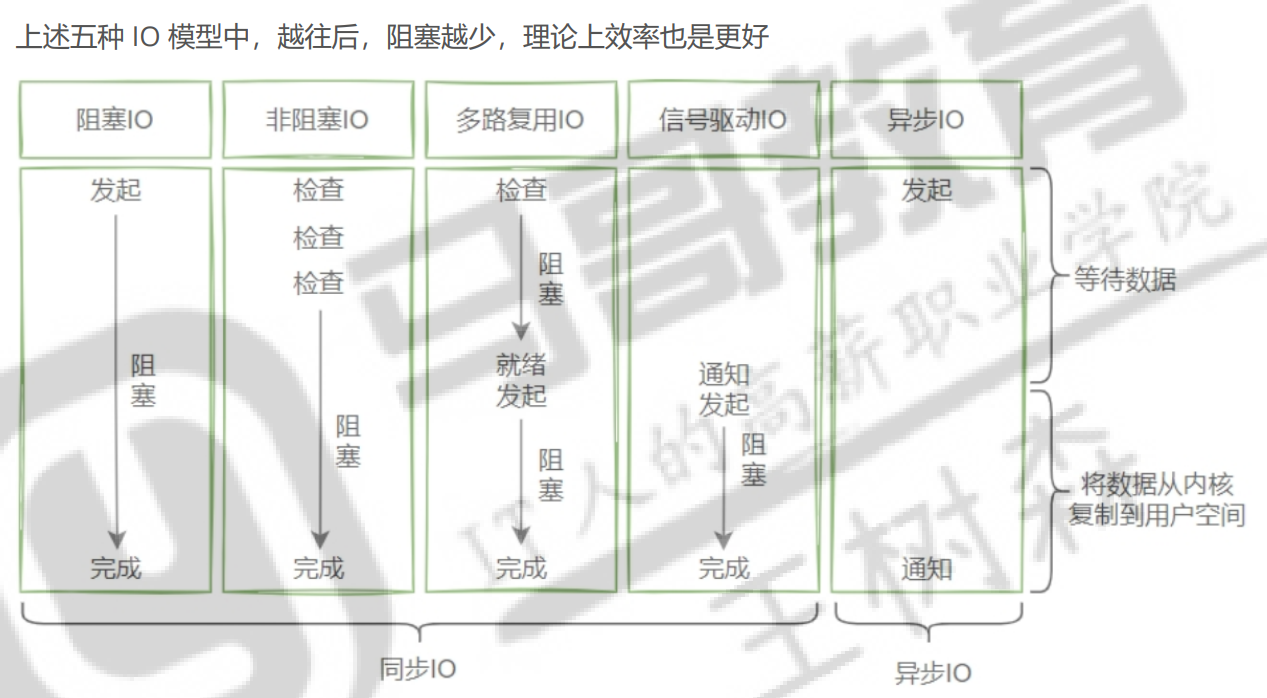 上述五种 IO 模型中，越往后，阻塞越少，理论上效率也是更好
阻塞IO
非阻塞IO
多路复用IO
信号驱动IO
异步IO
发起
阻
塞
完成
检查
检查
检查
阻
塞
完成
检查
阻
塞
就绪
发起
阻
塞
完成
通知
发起
阻
塞
完成
发起
通知
等待数据
将数据从内核
复制到用户空间
同步IO
异步IO
马哥教育
IT人的高薪职业学院
王树森